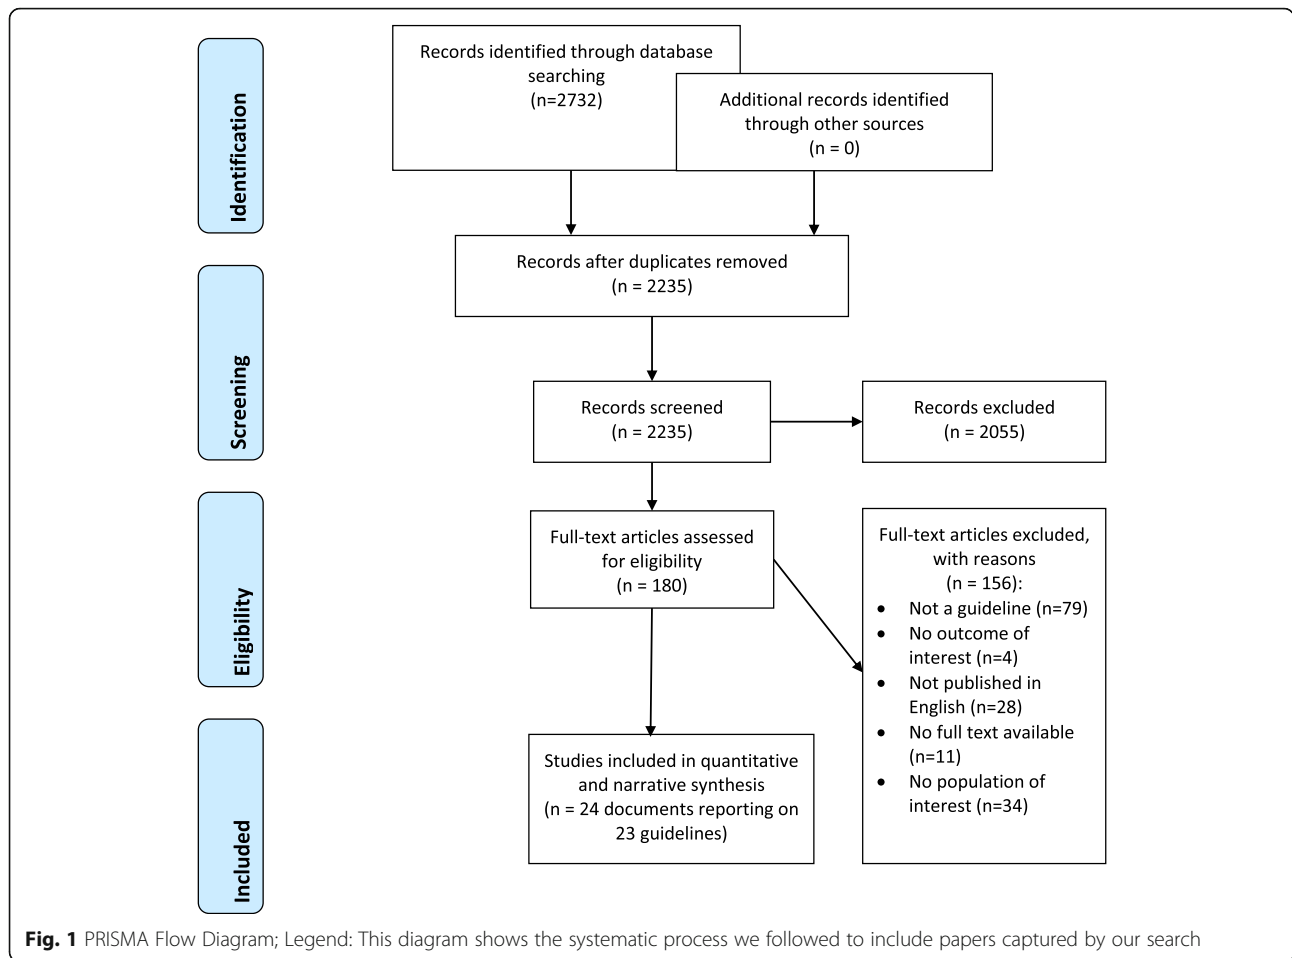 Identification
Records identified through database
searching
(n=2732)
Additional records identified
through other sources
(n = 0)
Records after duplicates removed
(n = 2235)
Screening
Records screened
(n = 2235)
Records excluded
(n = 2055)
Eligibility
Full-text articles assessed
for eligibility
(n = 180)
Full-text articles excluded,
with reasons
(n = 156):
• Not a guideline (n=79)
• No outcome of
interest (n=4)
• Not published in
English (n=28)
• No full text available
(n=11)
• No population of
interest (n=34)
Included
Studies included in quantitative
and narrative synthesis
(n = 24 documents reporting on
23 guidelines)
Fig. 1 PRISMA Flow Diagram; Legend: This diagram shows the systematic process we followed to include papers captured by our search